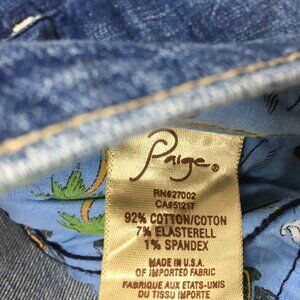 Paige®
RN#27002
CA#51217
92% COTTON/COTON
7% ELASTERELL
1% SPANDEX
MADE IN U.S.A.
OF IMPORTED FABRIC
FABRIQUE AUX ETATS-UNIS
DU TISSU IMPORTES